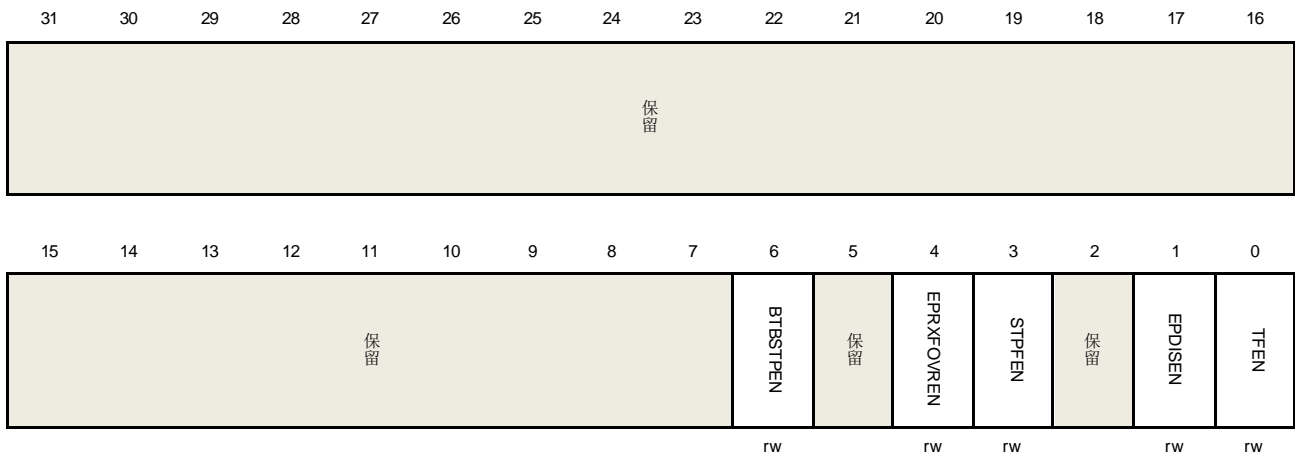 31 30 29 28 27 26 25 24 23 22 21 20 19 18 17 16
保留
15 14 13 12 11 10 9 8 7 6 5 4 3 2 1 0
保留 BTBSTPEN 保留 EPRXFOVREN STPFEN 保留 EPDISEN TFEN
rw rw rw rw rw